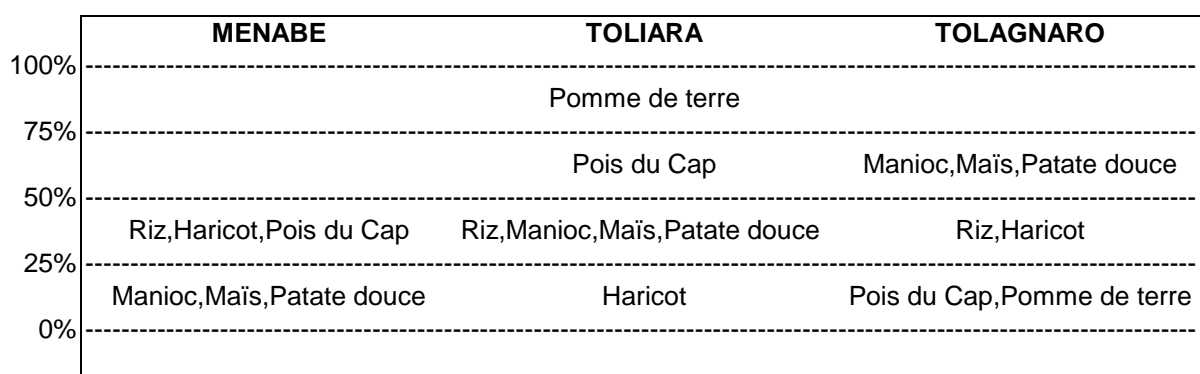 MENABE TOLIARA TOLAGNARO
100%
Pomme de terre
75%
Pois du Cap Manioc,Maïs,Patate douce
50%
Riz,Haricot,Pois du Cap Riz,Manioc,Maïs,Patate douce Riz,Haricot
25%
Manioc,Maïs,Patate douce Haricot Pois du Cap,Pomme de terre
0%